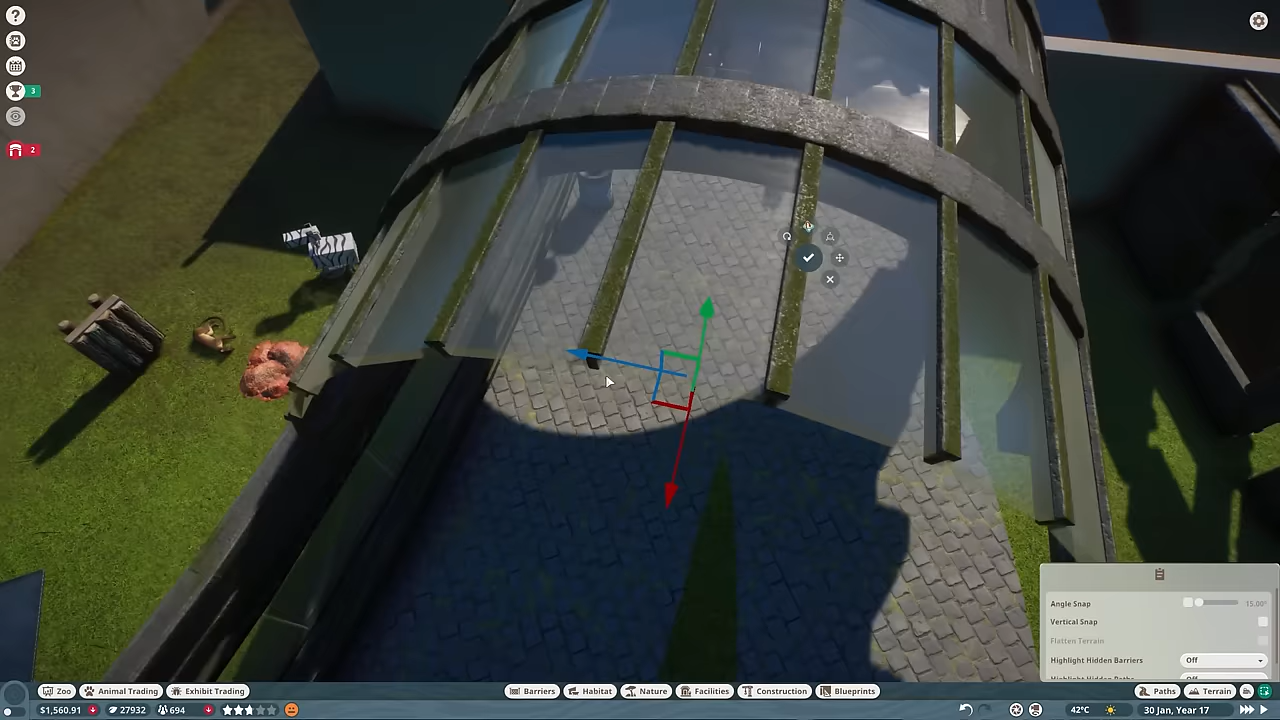 ?
3
2
Angle Snap
15.00°
Vertical Snap
Flatten Terrain
Highlight Hidden Barriers
Off
Zoo
Animal Trading
Exhibit Trading
Barriers
Habitat
Nature
Facilities
Construction
Blueprints
Paths
Terrain
$1,560.91
27932
694
42°C
30 Jan, Year 17